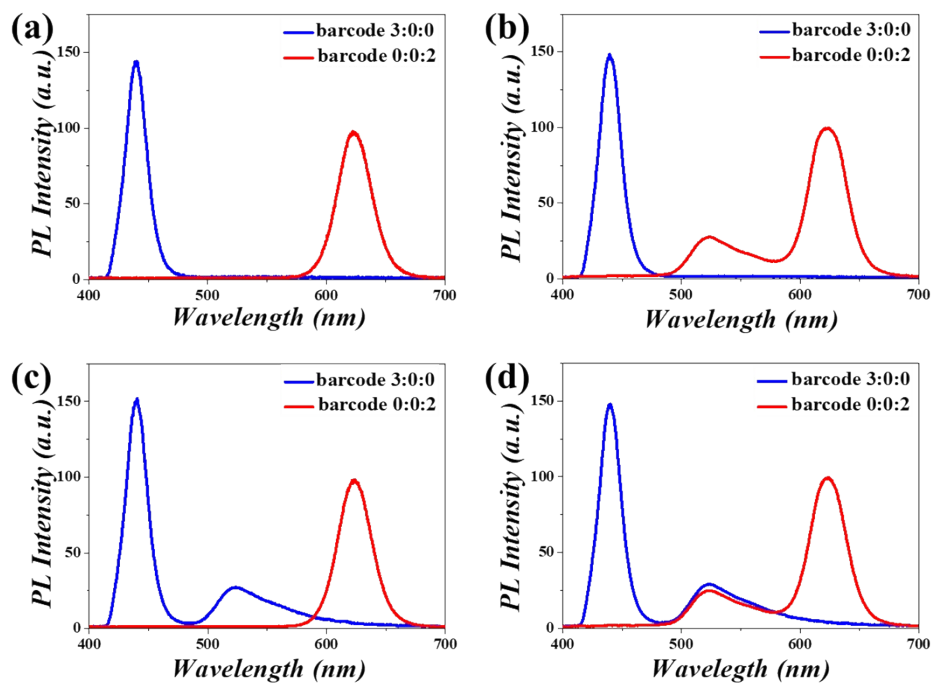 (a)
barcode 3:0:0
barcode 0:0:2
PL Intensity (a.u.)
150
100
50
0
400 500 600 700
Wavelength (nm)
(b)
barcode 3:0:0
barcode 0:0:2
PL Intensity (a.u.)
150
100
50
0
400 500 600 700
Wavelength (nm)
(c)
barcode 3:0:0
barcode 0:0:2
PL Intensity (a.u.)
150
100
50
0
400 500 600 700
Wavelegth (nm)
(d)
barcode 3:0:0
barcode 0:0:2
PL Intensity (a.u.)
150
100
50
0
400 500 600 700
Wavelegth (nm)